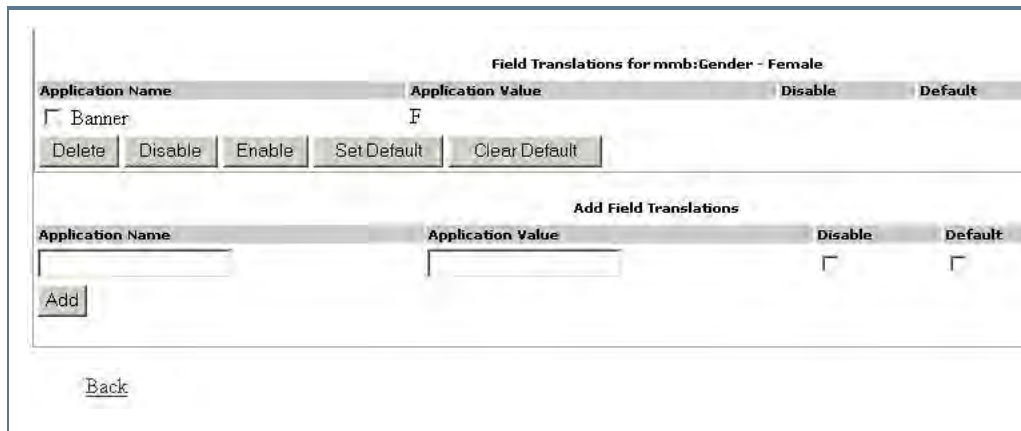 Field Translations for mmb:Gender - Female
Application Name Application Value Disable Default
Banner F
Delete Disable Enable Set Default Clear Default
Add Field Translations
Application Name Application Value Disable Default
Add
Back